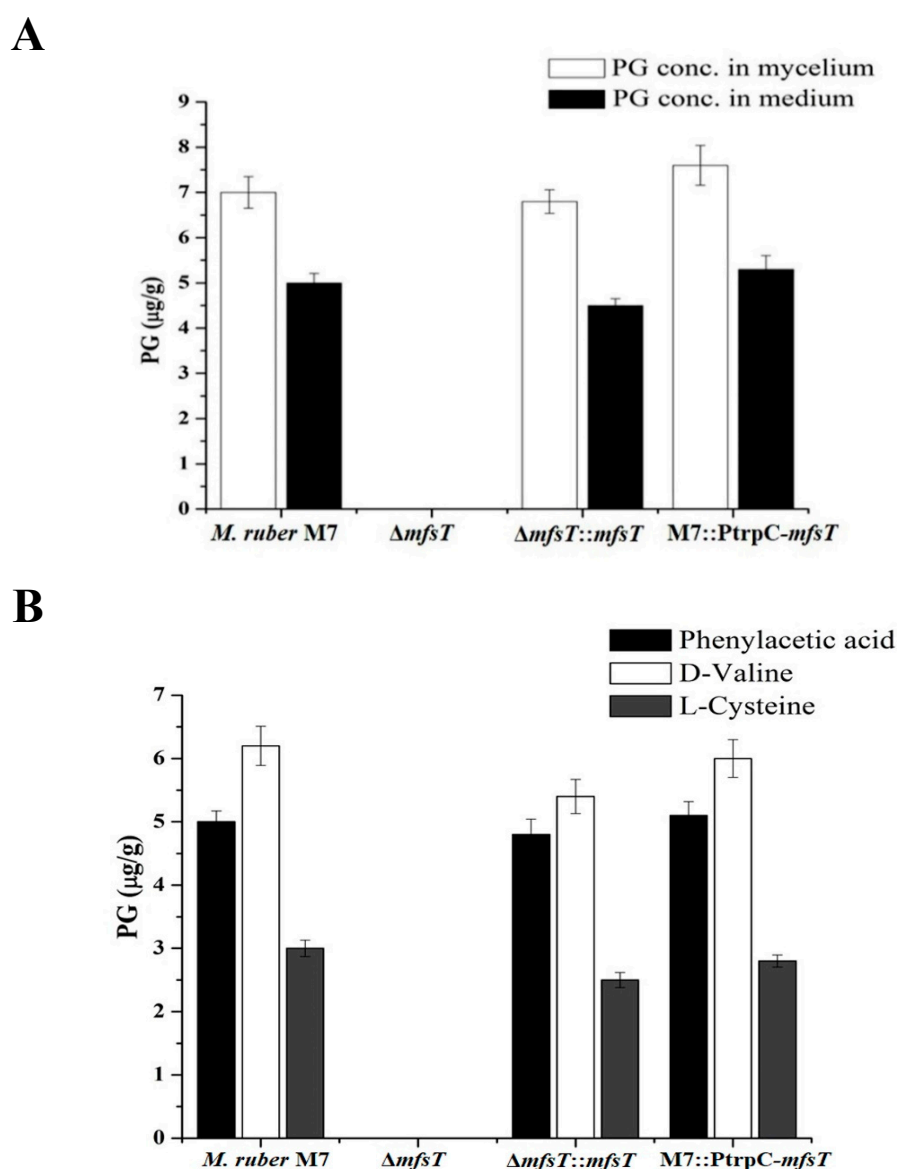 A
PG conc. in mycelium
PG conc. in medium
9
8
7
6
5
4
3
2
1
0
PG (µg/g)
M. ruber M7 ΔmfsT ΔmfsT::mfsT M7::PtrpC-mfsT
B
Phenylacetic acid
D-Valine
L-Cysteine
7
6
5
4
3
2
1
0
PG (µg/g)
M. ruber M7 ΔmfsT ΔmfsT::mfsT M7::PtrpC-mfsT